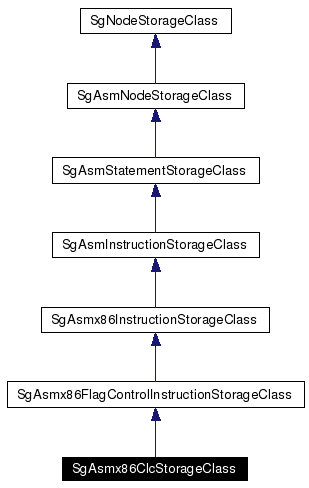 SgNodeStorageClass
SgAsmNodeStorageClass
SgAsmStatementStorageClass
SgAsmInstructionStorageClass
SgAsmx86InstructionStorageClass
SgAsmx86FlagControlInstructionStorageClass
SgAsmx86ClcStorageClass